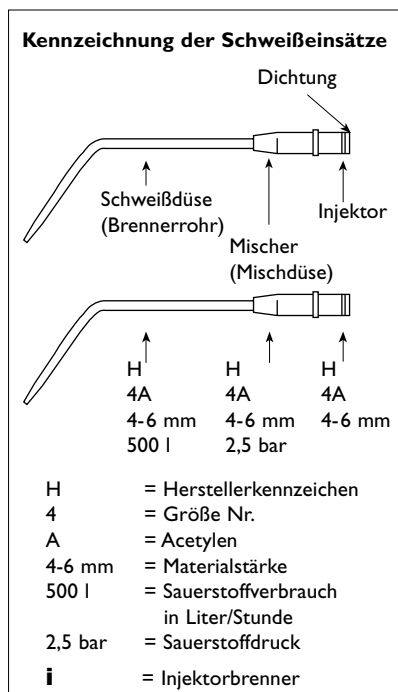 Kennzeichnung der Schweißeinsätze
Dichtung
Schweißdüse
(Brennerrohr)
Injektor
Mischer
(Mischdüse)
H H H
4A 4A 4A
4-6 mm 4-6 mm 4-6 mm
500 l 2,5 bar
H = Herstellerkennzeichen
4 = Größe Nr.
A = Acetylen
4-6 mm = Materialstärke
500 l = Sauerstoffverbrauch
in Liter/Stunde
2,5 bar = Sauerstoffdruck
i = Injektorbrenner